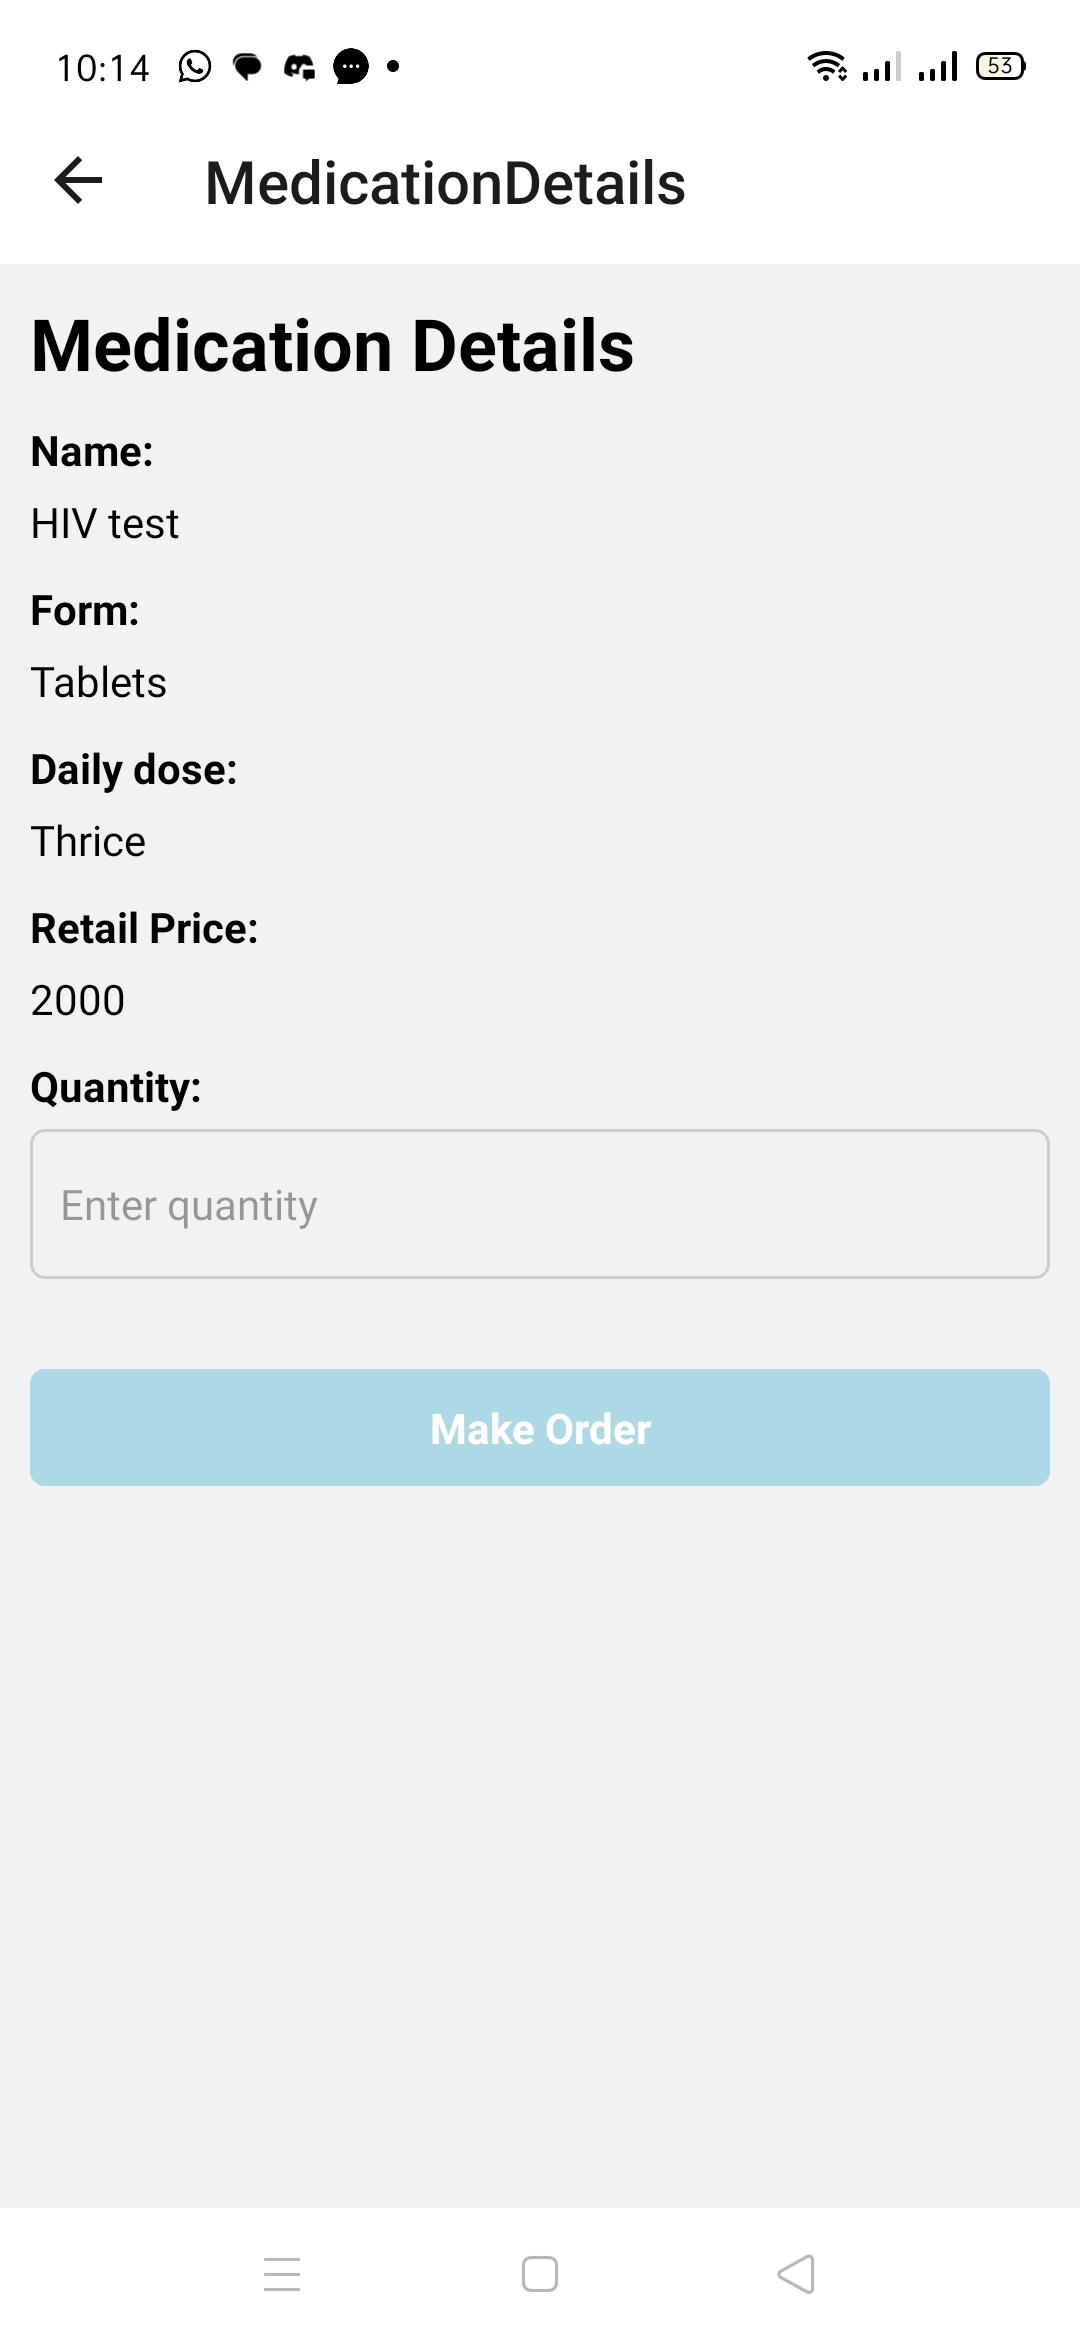 10:14
53
MedicationDetails
Medication Details
Name:
HIV test
Form:
Tablets
Daily dose:
Thrice
Retail Price:
2000
Quantity:
Enter quantity
Make Order